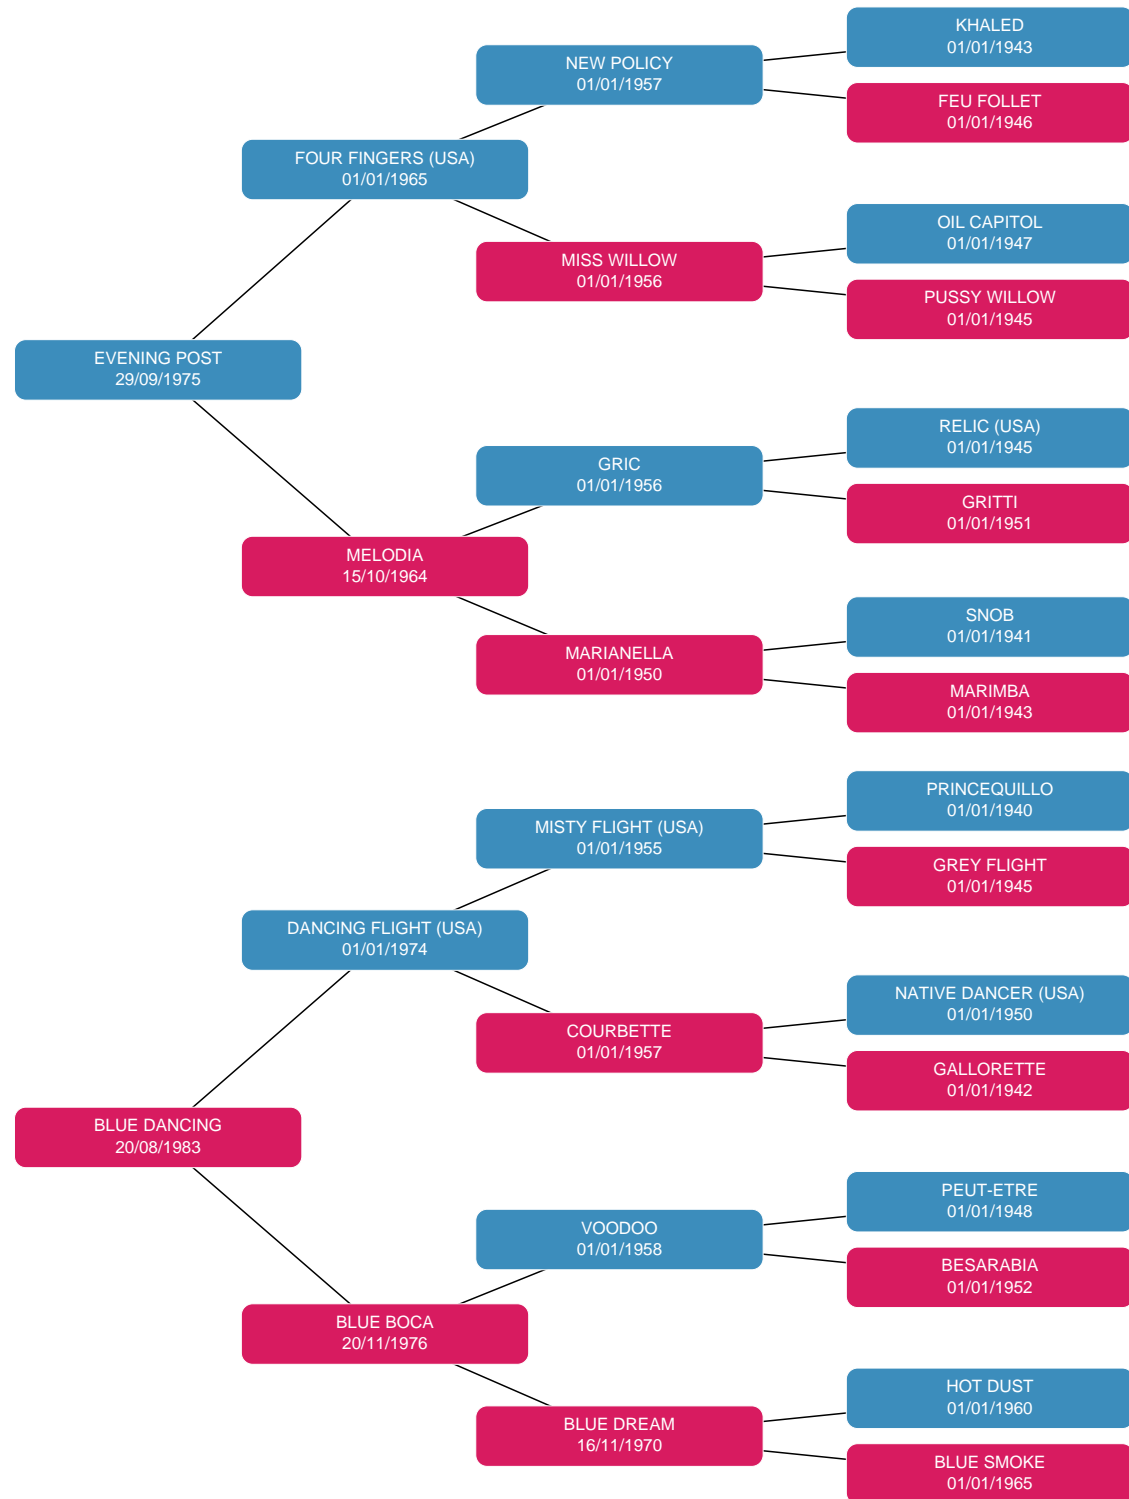 KHALED
01/01/1943
NEW POLICY
01/01/1957
FEU FOLLET
01/01/1946
FOUR FINGERS (USA)
01/01/1965
OIL CAPITOL
01/01/1947
MISS WILLOW
01/01/1956
PUSSY WILLOW
01/01/1945
EVENING POST
29/09/1975
RELIC (USA)
01/01/1945
GRIC
01/01/1956
GRITTI
01/01/1951
MELODIA
15/10/1964
SNOB
01/01/1941
MARIANELLA
01/01/1950
MARIMBA
01/01/1943
PRINCEQUILLO
01/01/1940
MISTY FLIGHT (USA)
01/01/1955
GREY FLIGHT
01/01/1945
DANCING FLIGHT (USA)
01/01/1974
NATIVE DANCER (USA)
01/01/1950
COURBETTE
01/01/1957
GALLORETTE
01/01/1942
BLUE DANCING
20/08/1983
PEUT-ETRE
01/01/1948
VOODOO
01/01/1958
BESARABIA
01/01/1952
BLUE BOCA
20/11/1976
HOT DUST
01/01/1960
BLUE DREAM
16/11/1970
BLUE SMOKE
01/01/1965